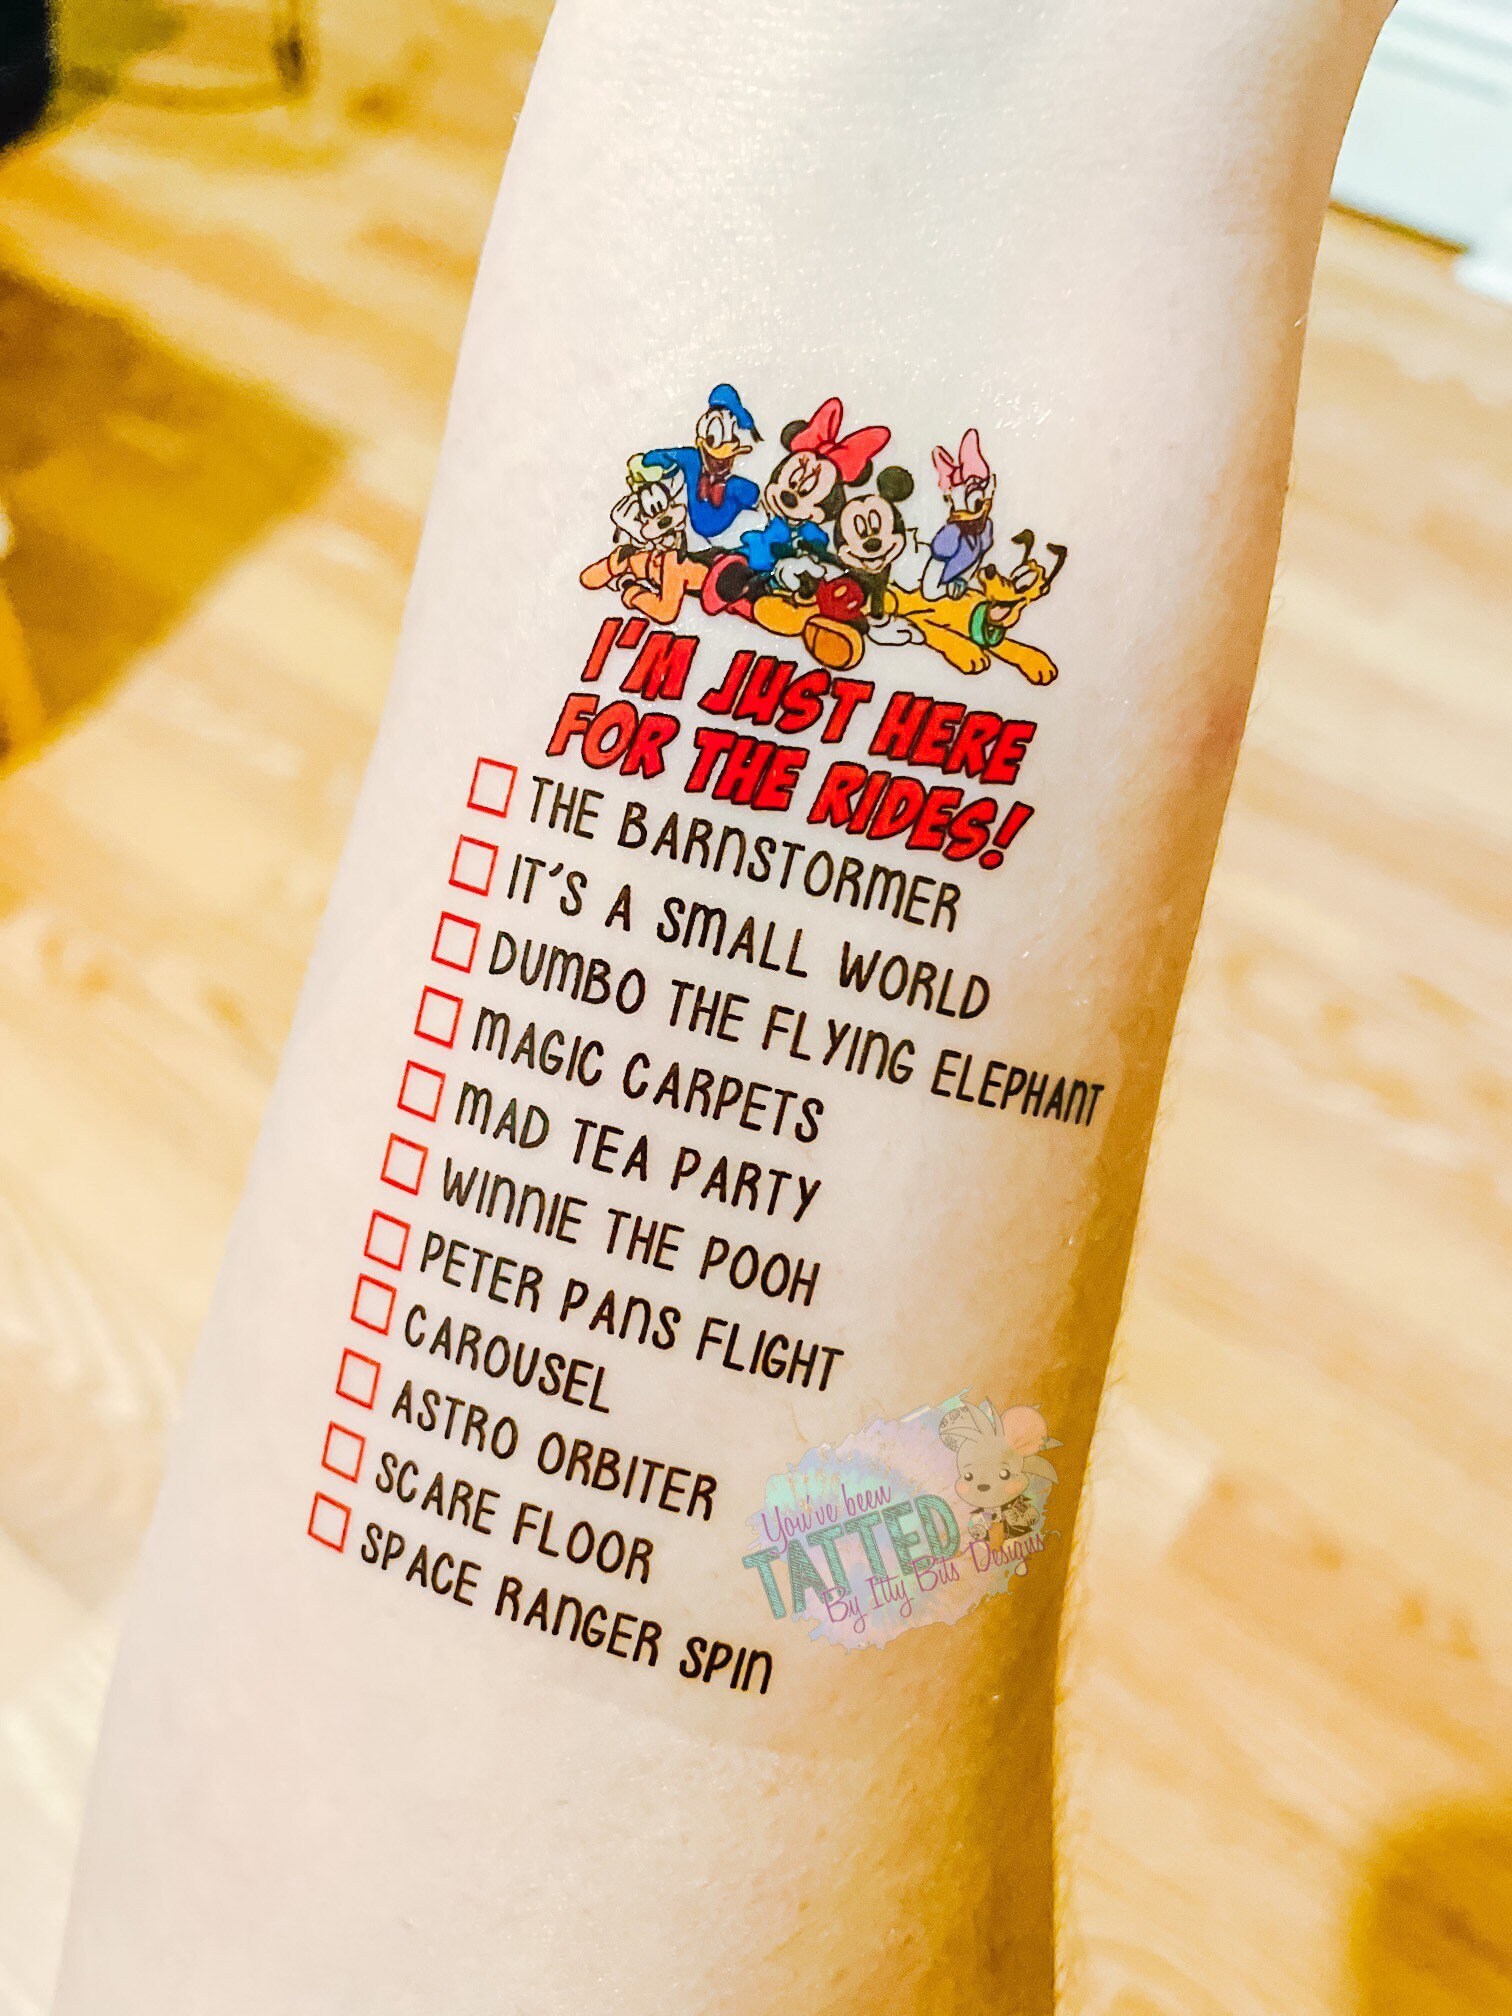 I'M JUST HERE
FOR THE RIDES!
THE BARNSTORMER
IT'S A SMALL WORLD
DUMBO THE FLYING ELEPHANT
MAGIC CARPETS
MAD TEA PARTY
WINNIE THE POOH
PETER PANS FLIGHT
CAROUSEL
ASTRO ORBITER
SCARE FLOOR
SPACE RANGER SPIN
You've been
TATTED
By Itty Bits Designs